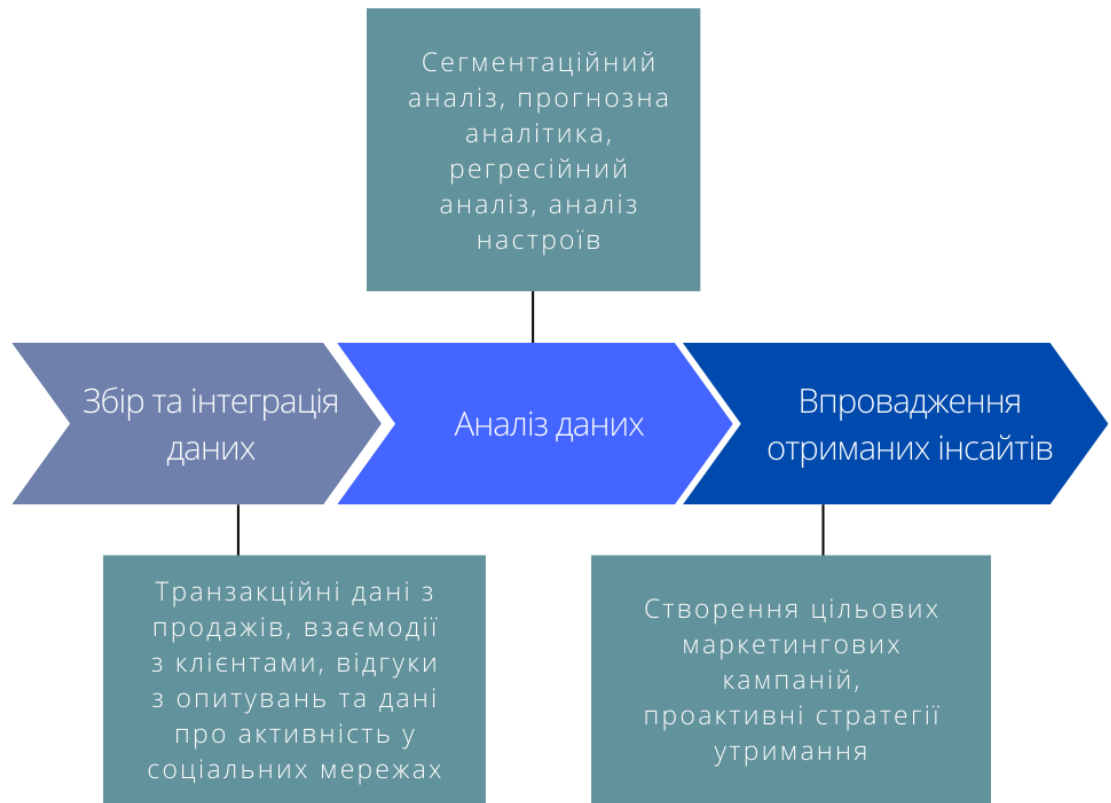 Сегментаційний
аналіз, прогнозна
аналітика,
регресійний
аналіз, аналіз
настроїв
Збір та інтеграція
даних
Аналіз даних
Впровадження
отриманих інсайтів
Транзакційні дані з
продажів, взаємодії
з клієнтами, відгуки
з опитувань та дані
про активність у
соціальних мережах
Створення цільових
маркетингових
кампаній,
проактивні стратегії
утримання